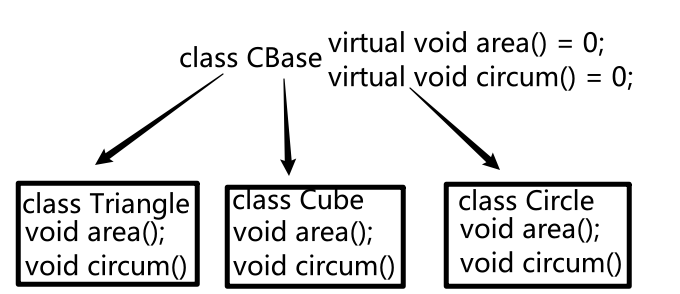 class CBase
virtual void area() = 0;
virtual void circum() = 0;
class Triangle
void area();
void circum()
class Cube
void area();
void circum()
class Circle
void area();
void circum()